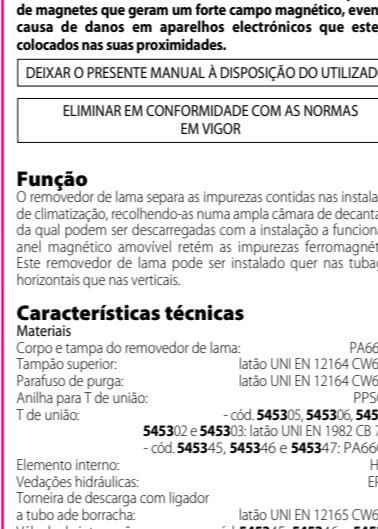 de magnetes que geram um forte campo magnético, even
causa de danos em aparelhos electrónicos que este
colocados nas suas proximidades.
DEIXAR O PRESENTE MANUAL À DISPOSIÇÃO DO UTILIZAD
ELIMINAR EM CONFORMIDADE COM AS NORMAS
EM VIGOR
Função
O removedor de lama separa as impurezas contidas nas instala
de climatização, recolhendo-as numa ampla câmara de decanta
da qual podem ser descarregadas com a instalação a funciona
anel magnético amovível retém as impurezas ferromagnét
Este removedor de lama pode ser instalado quer nas tuba
horizontais que nas verticais.
Características técnicas
Materiais
Corpo e tampa do removedor de lama: PA66
Tampão superior: latão UNI EN 12164 CW6
Parafuso de purga: latão UNI EN 12164 CW6
Anilha para T de união: PPS
T de união: - cód. 545305, 545306, 545
545302 e 545303: latão UNI EN 1982 CB 7
- cód. 545345, 545346 e 545347: PA66
Elemento interno: H
Vedações hidráulicas: EP
Torneira de descarga com ligador
a tubo ade borracha: latão UNI EN 12165 CW6